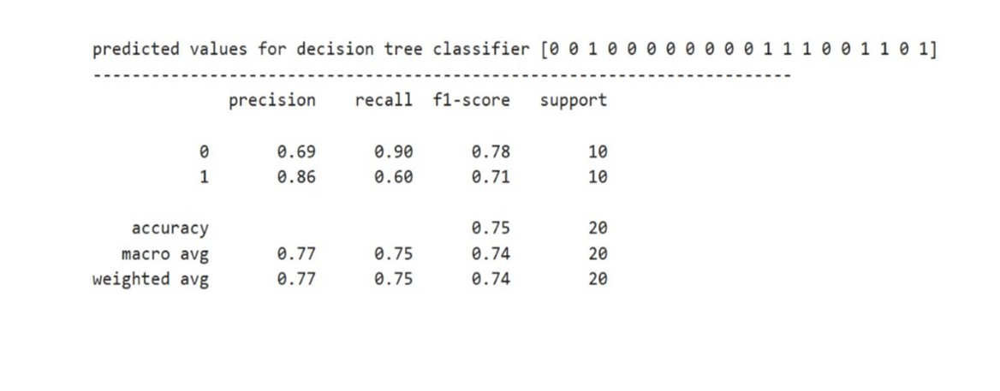 predicted values for decision tree classifier [0 0 1 0 0 0 0 0 0 0 0 1 1 1 0 0 1 1 0 1]
------------------------------------------------------------------------
precision recall f1-score support
0 0.69 0.90 0.78 10
1 0.86 0.60 0.71 10
accuracy 0.75 20
macro avg 0.77 0.75 0.74 20
weighted avg 0.77 0.75 0.74 20